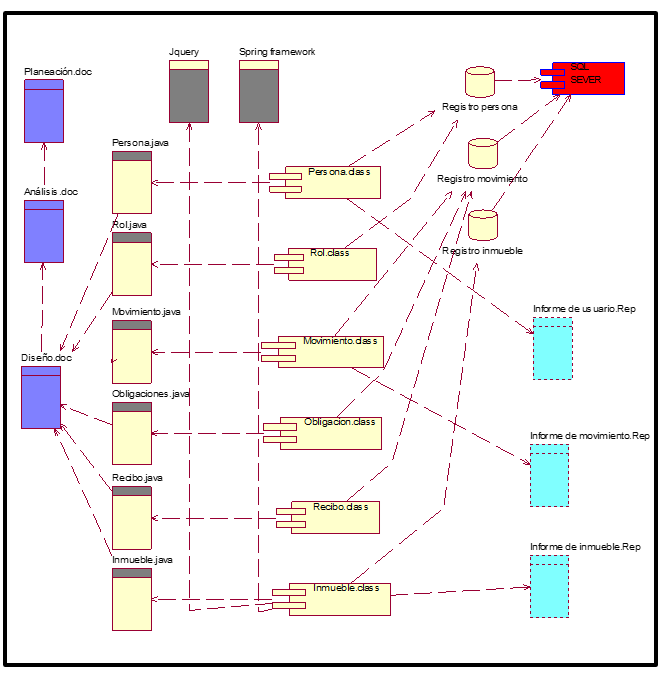 Jquery
Spring framework
Planeación.doc
SQL
SEVER
Registro persona
Persona.java
Persona.class
Registro movimiento
Análisis.doc
Rol.java
Rol.class
Registro inmueble
Movimiento.java
Movimiento.class
Informe de usuario.Rep
Diseño.doc
Obligaciones.java
Obligacion.class
Informe de movimiento.Rep
Recibo.java
Recibo.class
Informe de inmueble.Rep
Inmueble.java
Inmueble.class